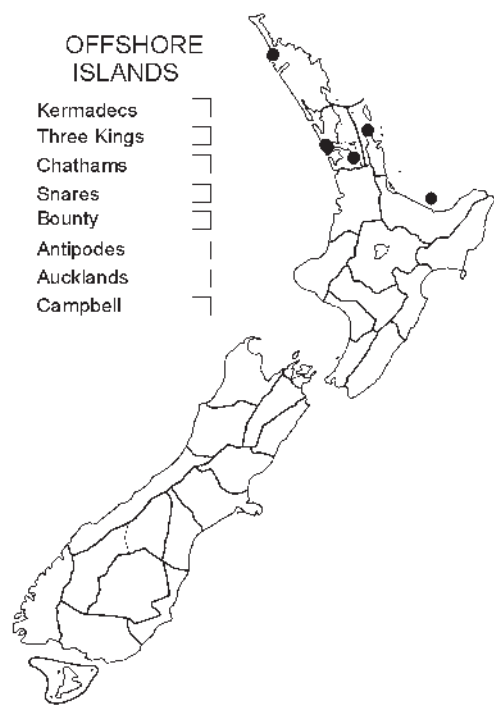 OFFSHORE
ISLANDS
Kermadecs
Three Kings
Chathams
Snares
Bounty
Antipodes
Aucklands
Campbell